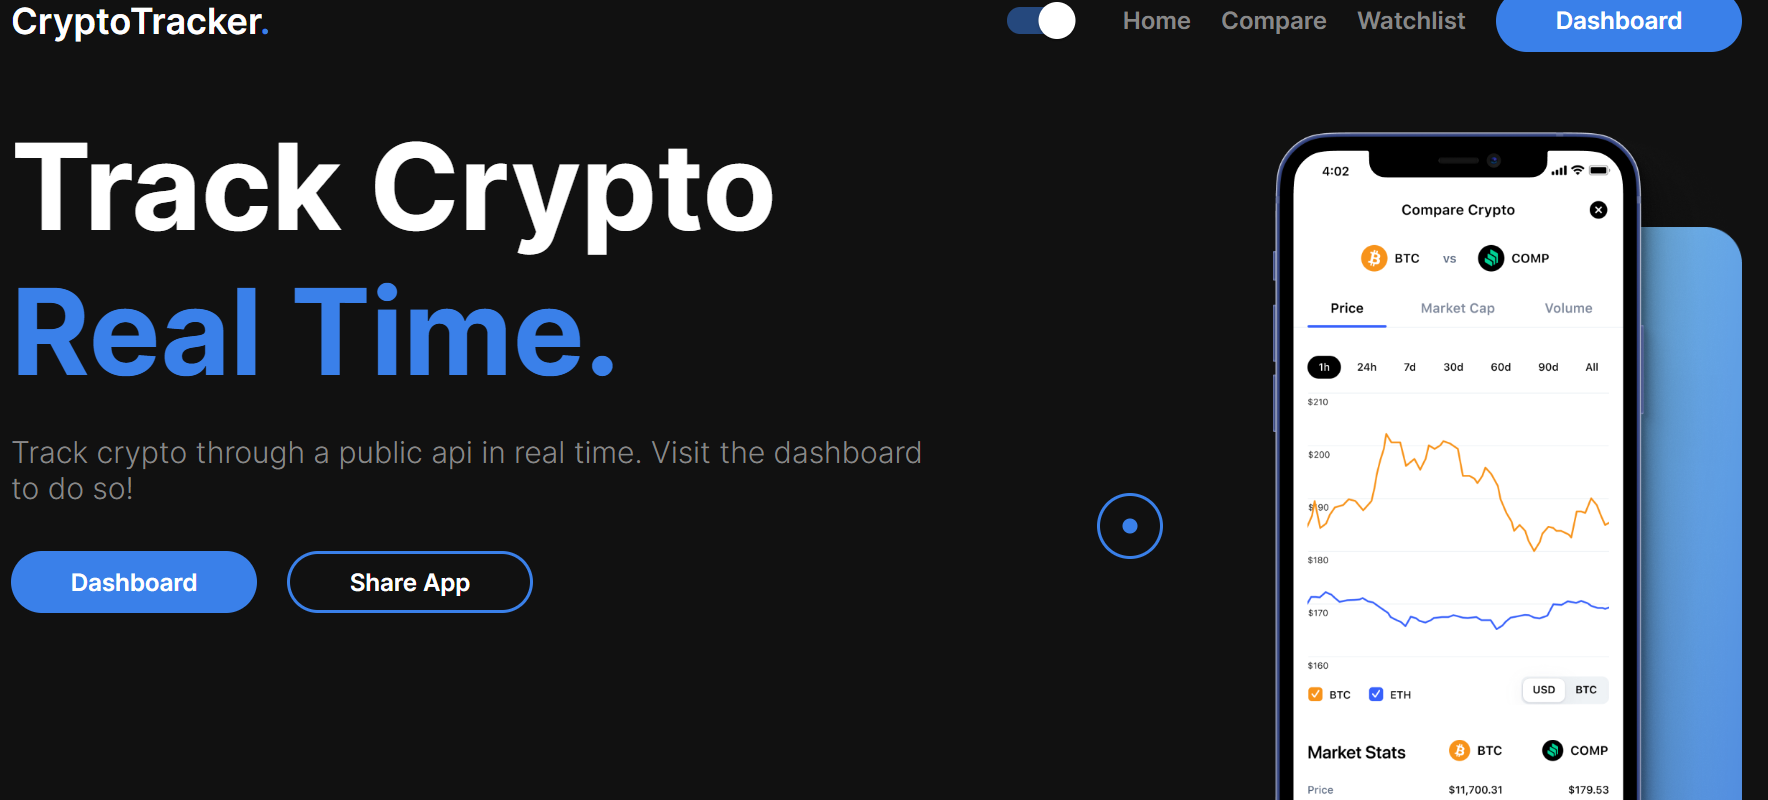 CryptoTracker.
Home Compare Watchlist Dashboard
Track Crypto
Real Time.
Track crypto through a public api in real time. Visit the dashboard
to do so!
Dashboard Share App
4:02
Compare Crypto
BTC vs COMP
Price Market Cap Volume
1h 24h 7d 30d 60d 90d All
$210
$200
$190
$180
$170
$160
BTC ETH USD BTC
Market Stats BTC COMP
Price $11,700.31 $179.53